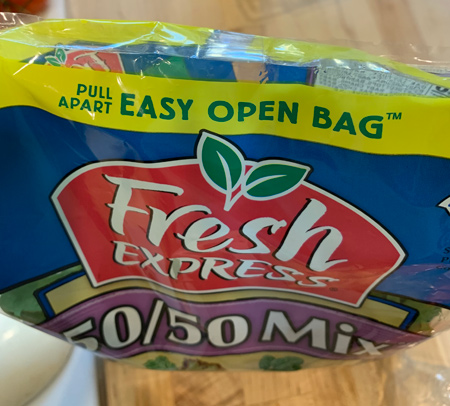 PULL
APART EASY OPEN BAG™
Fresh
EXPRESS®
50/50 Mix